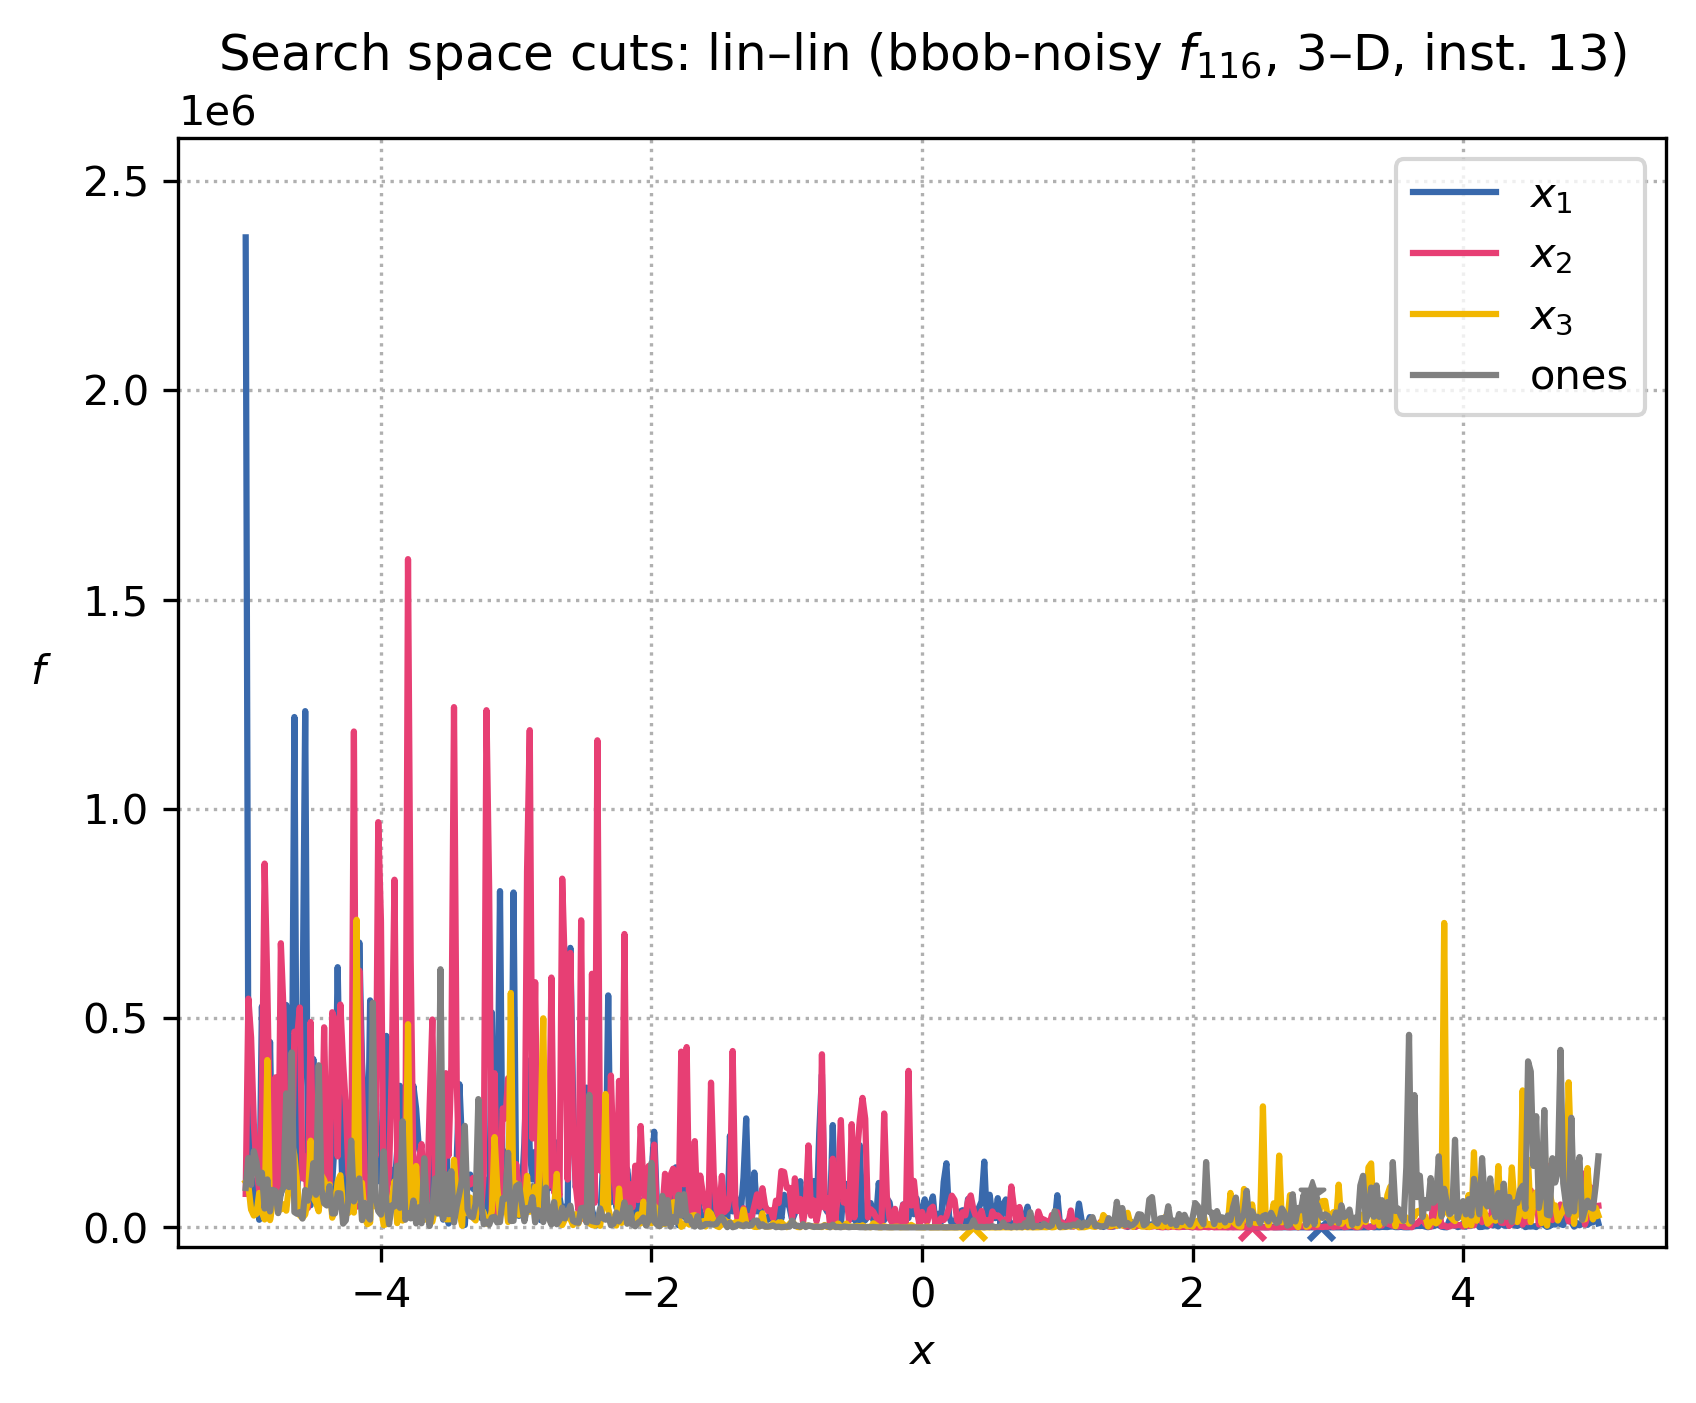 Search space cuts: lin–lin (bbob-noisy f₁₁₆, 3–D, inst. 13)
1e6
2.5
2.0
1.5
1.0
0.5
0.0
f
x₁
x₂
x₃
ones
−4 −2 0 2 4
x